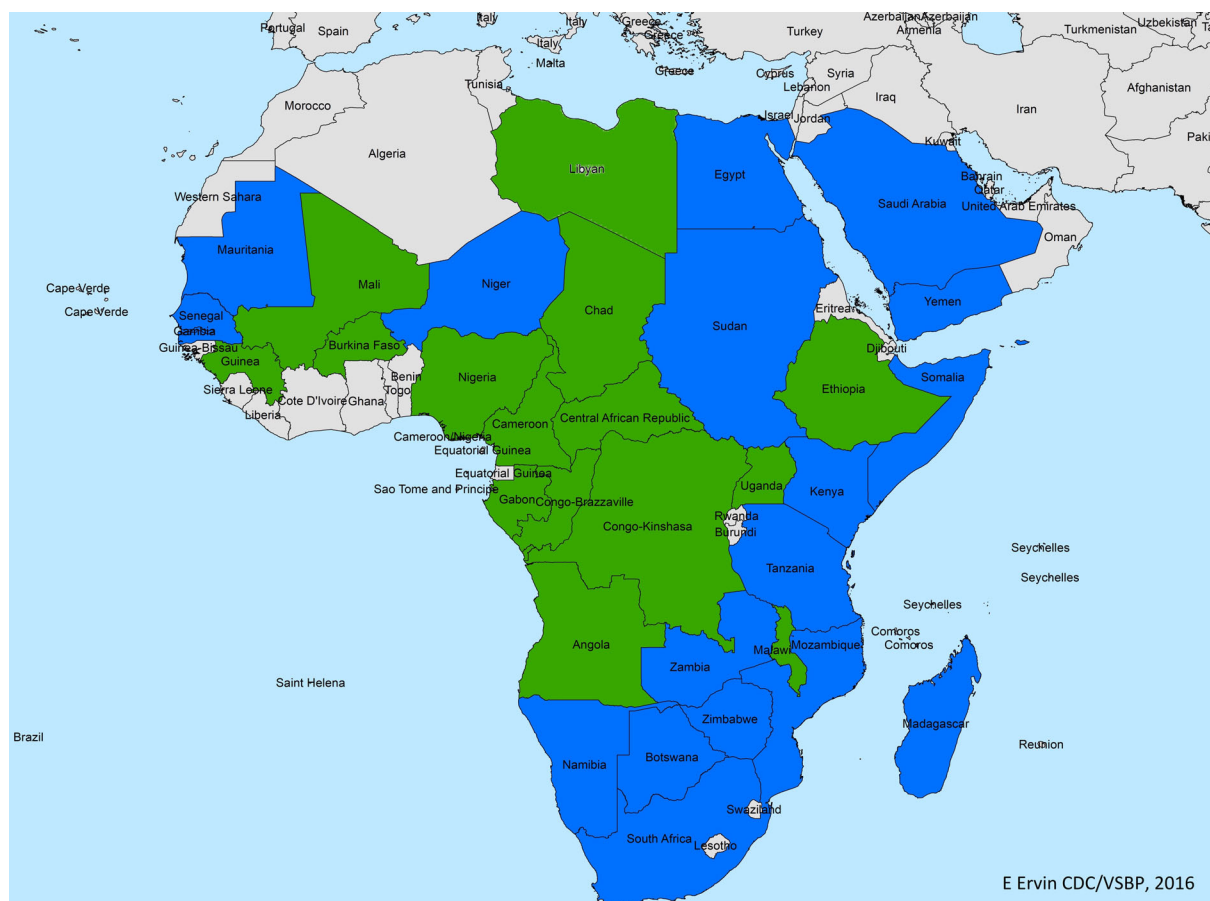 Portugal
Spain
Italy
Italy
Italy
Malta
Greece
Greece
Greece
Turkey
Cyprus
Syria
Lebanon
Israel
Jordan
Iraq
Iran
Kuwait
Azerbaijan
Azerbaijan
Armenia
Turkmenistan
Uzbekistan
Afghanistan
Morocco
Tunisia
Algeria
Libyan
Egypt
Western Sahara
Saudi Arabia
Bahrain
Qatar
United Arab Emirates
Oman
Yemen
Mauritania
Mali
Niger
Chad
Sudan
Eritrea
Djibouti
Ethiopia
Somalia
Cape Verde
Cape Verde
Senegal
Gambia
Guinea-Bissau
Guinea
Sierra Leone
Liberia
Cote D'Ivoire
Burkina Faso
Ghana
Togo
Benin
Nigeria
Cameroon
Cameroon/Nigeria
Central African Republic
Equatorial Guinea
Equatorial Guinea
Sao Tome and Principe
Gabon
Congo-Brazzaville
Congo-Kinshasa
Uganda
Rwanda
Burundi
Kenya
Tanzania
Seychelles
Seychelles
Seychelles
Comoros
Comoros
Angola
Zambia
Malawi
Mozambique
Saint Helena
Madagascar
Brazil
Reunion
Zimbabwe
Botswana
Namibia
Swaziland
South Africa
Lesotho
E Ervin CDC/VSBP, 2016